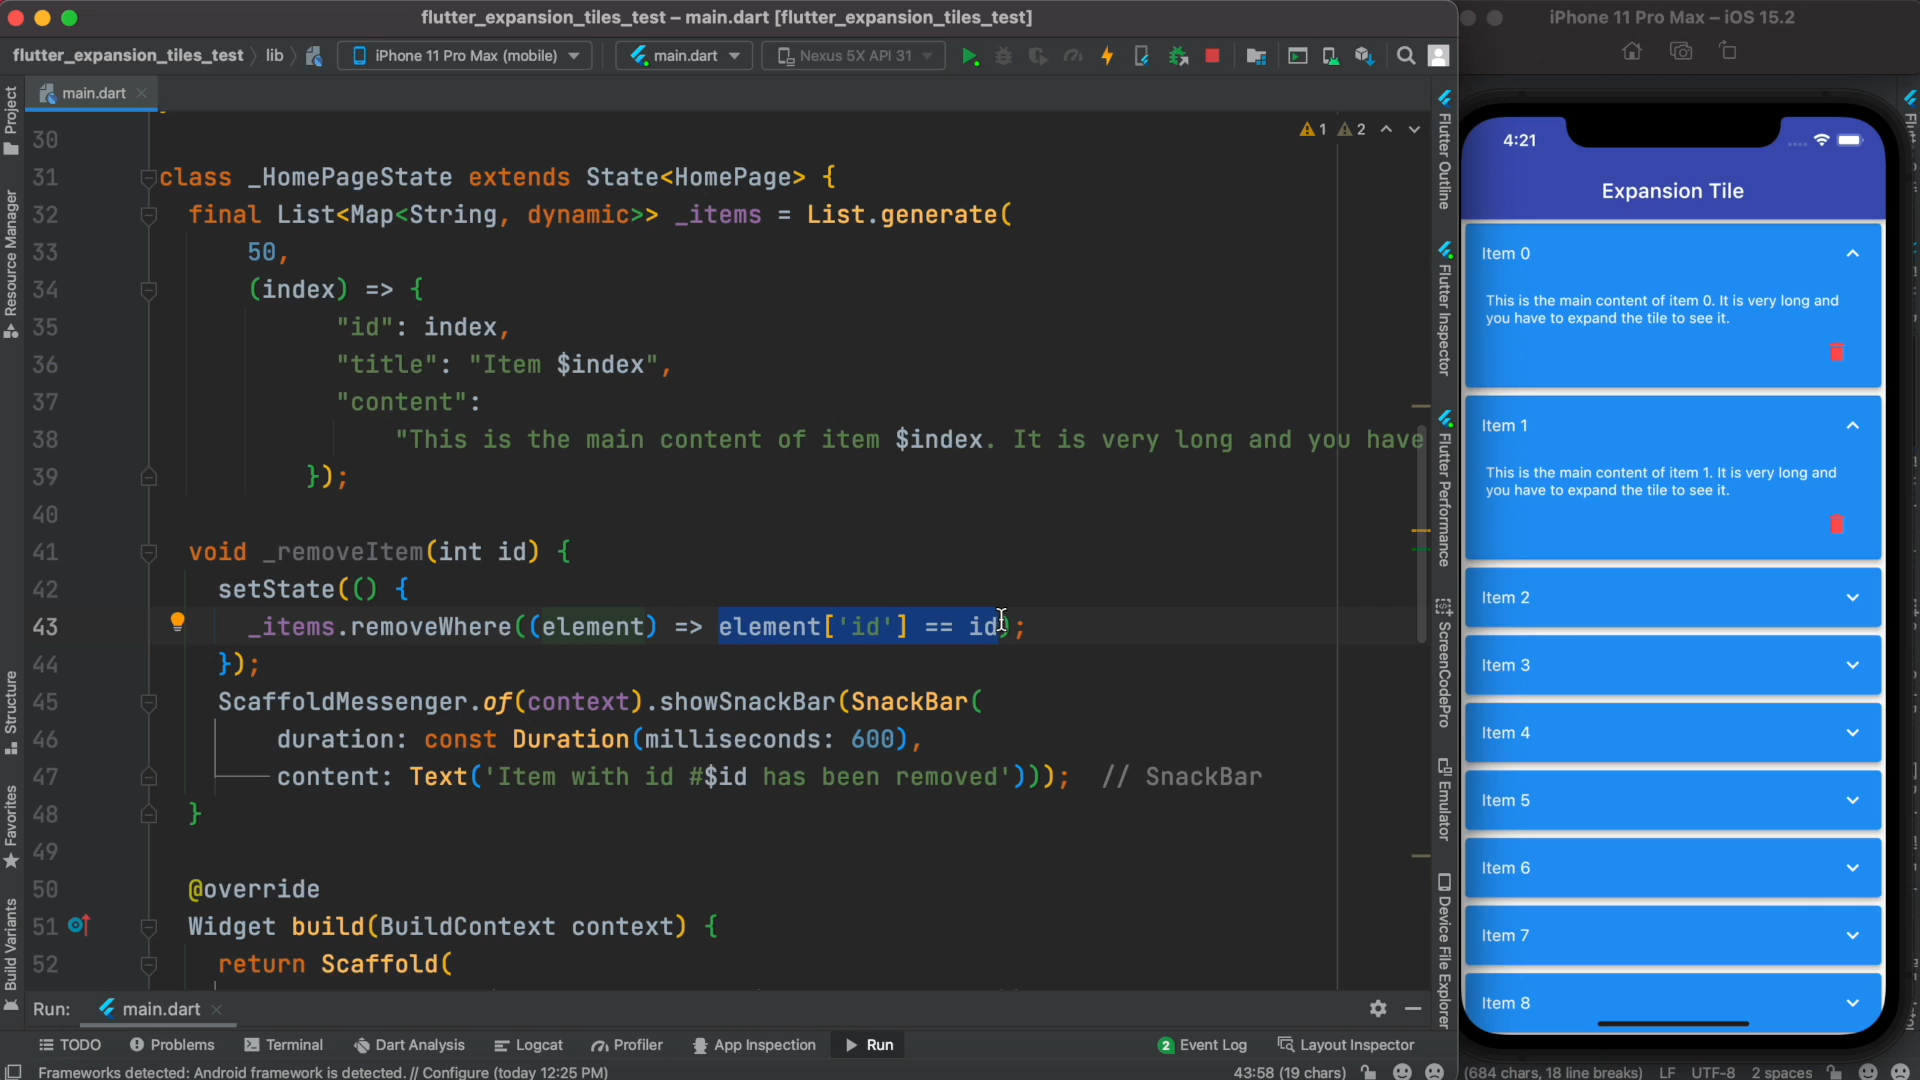 flutter_expansion_tiles_test – main.dart [flutter_expansion_tiles_test]
iPhone 11 Pro Max – iOS 15.2
flutter_expansion_tiles_test
lib
iPhone 11 Pro Max (mobile)
main.dart
Nexus 5X API 31
main.dart
Project
Resource Manager
Structure
Favorites
Build Variants
1
2
30
31 class _HomePageState extends State<HomePage> {
32 final List<Map<String, dynamic>> _items = List.generate(
33 50,
34 (index) => {
35 "id": index,
36 "title": "Item $index",
37 "content":
38 "This is the main content of item $index. It is very long and you have
39 });
40
41 void _removeItem(int id) {
42 setState(() {
43 _items.removeWhere((element) => element['id'] == id);
44 });
45 ScaffoldMessenger.of(context).showSnackBar(SnackBar(
46 duration: const Duration(milliseconds: 600),
47 content: Text('Item with id #$id has been removed'))); // SnackBar
48 }
49
50 @override
51 Widget build(BuildContext context) {
52 return Scaffold(
Flutter Outline
Flutter Inspector
Flutter Performance
ScreenCodePro
Emulator
Device File Explorer
4:21
Expansion Tile
Item 0
This is the main content of item 0. It is very long and
you have to expand the tile to see it.
Item 1
This is the main content of item 1. It is very long and
you have to expand the tile to see it.
Item 2
Item 3
Item 4
Item 5
Item 6
Item 7
Item 8
Run:
main.dart
TODO
Problems
Terminal
Dart Analysis
Logcat
Profiler
App Inspection
Run
2 Event Log
Layout Inspector
Frameworks detected: Android framework is detected. // Configure (today 12:25 PM)
43:58 (19 chars)
(684 chars, 18 line breaks)
LF
UTF-8
2 spaces